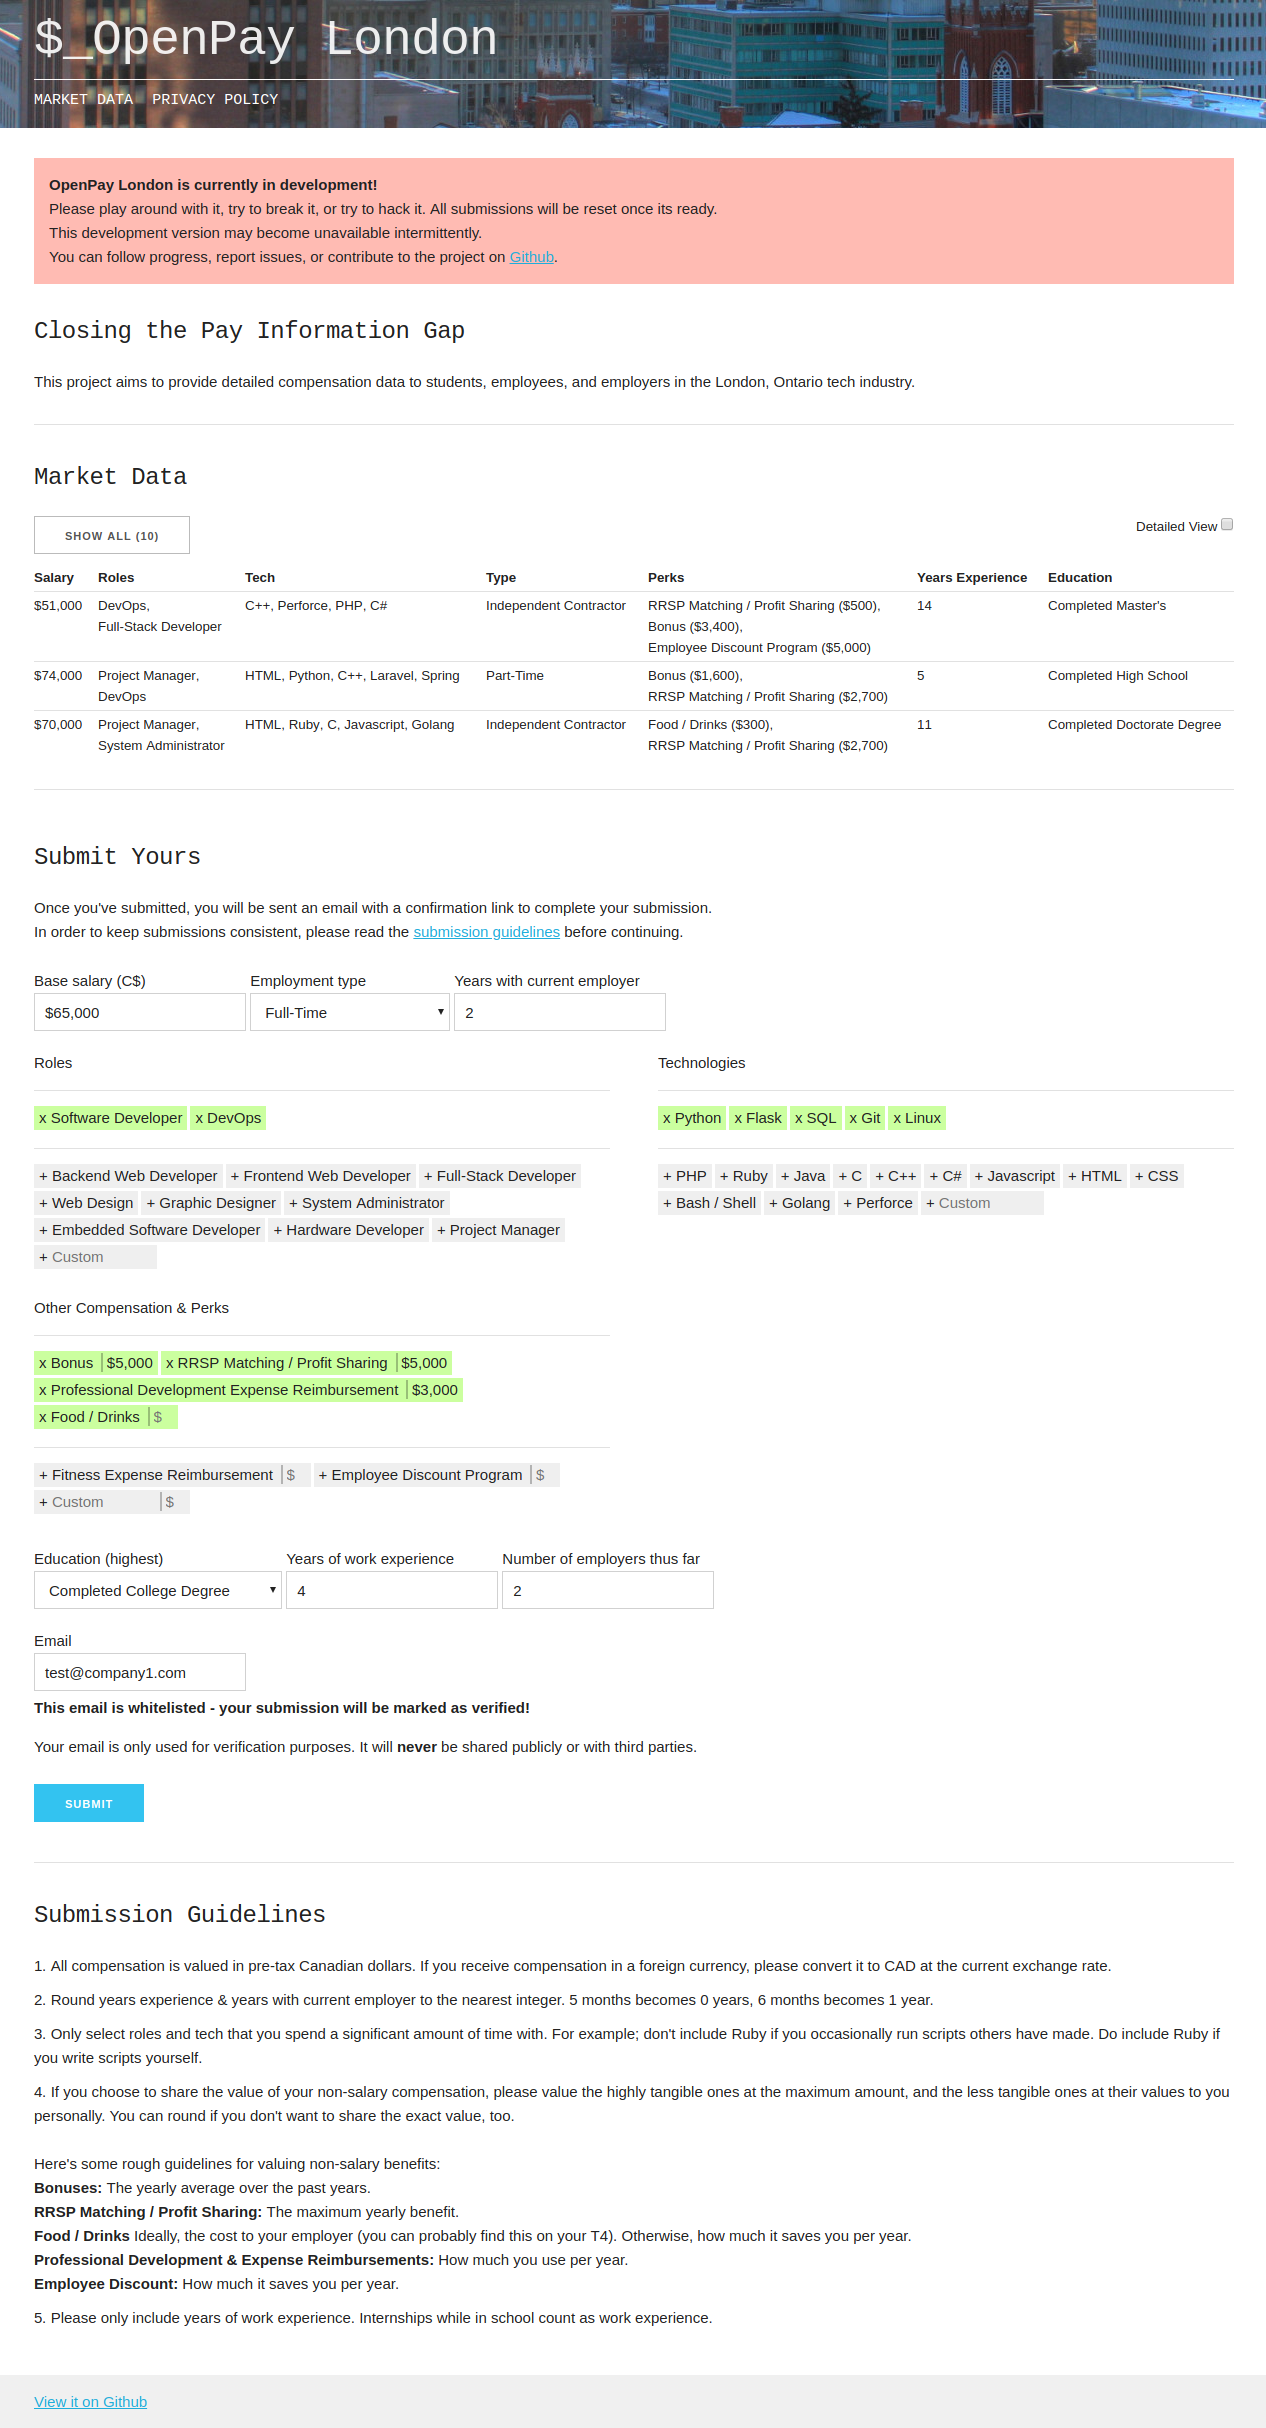 $_OpenPay London
MARKET DATA PRIVACY POLICY
OpenPay London is currently in development!
Please play around with it, try to break it, or try to hack it. All submissions will be reset once its ready.
This development version may become unavailable intermittently.
You can follow progress, report issues, or contribute to the project on Github.
Closing the Pay Information Gap
This project aims to provide detailed compensation data to students, employees, and employers in the London, Ontario tech industry.
Market Data
SHOW ALL (10) Detailed View
Salary Roles Tech Type Perks Years Experience Education
$51,000 DevOps, C++, Perforce, PHP, C# Independent Contractor RRSP Matching / Profit Sharing ($500), 14 Completed Master's
Full-Stack Developer Bonus ($3,400),
Employee Discount Program ($5,000)
$74,000 Project Manager, HTML, Python, C++, Laravel, Spring Part-Time Bonus ($1,600), 5 Completed High School
DevOps RRSP Matching / Profit Sharing ($2,700)
$70,000 Project Manager, HTML, Ruby, C, Javascript, Golang Independent Contractor Food / Drinks ($300), 11 Completed Doctorate Degree
System Administrator RRSP Matching / Profit Sharing ($2,700)
Submit Yours
Once you've submitted, you will be sent an email with a confirmation link to complete your submission.
In order to keep submissions consistent, please read the submission guidelines before continuing.
Base salary (C$) Employment type Years with current employer
$65,000 Full-Time 2
Roles
x Software Developer x DevOps
+ Backend Web Developer + Frontend Web Developer + Full-Stack Developer
+ Web Design + Graphic Designer + System Administrator
+ Embedded Software Developer + Hardware Developer + Project Manager
+ Custom
Technologies
x Python x Flask x SQL x Git x Linux
+ PHP + Ruby + Java + C + C++ + C# + Javascript + HTML + CSS
+ Bash / Shell + Golang + Perforce + Custom
Other Compensation & Perks
x Bonus $5,000 x RRSP Matching / Profit Sharing $5,000
x Professional Development Expense Reimbursement $3,000
x Food / Drinks $
+ Fitness Expense Reimbursement $ + Employee Discount Program $
+ Custom $
Education (highest) Years of work experience Number of employers thus far
Completed College Degree 4 2
Email
test@company1.com
This email is whitelisted - your submission will be marked as verified!
Your email is only used for verification purposes. It will never be shared publicly or with third parties.
SUBMIT
Submission Guidelines
1. All compensation is valued in pre-tax Canadian dollars. If you receive compensation in a foreign currency, please convert it to CAD at the current exchange rate.
2. Round years experience & years with current employer to the nearest integer. 5 months becomes 0 years, 6 months becomes 1 year.
3. Only select roles and tech that you spend a significant amount of time with. For example; don't include Ruby if you occasionally run scripts others have made. Do include Ruby if
you write scripts yourself.
4. If you choose to share the value of your non-salary compensation, please value the highly tangible ones at the maximum amount, and the less tangible ones at their values to you
personally. You can round if you don't want to share the exact value, too.
Here's some rough guidelines for valuing non-salary benefits:
Bonuses: The yearly average over the past years.
RRSP Matching / Profit Sharing: The maximum yearly benefit.
Food / Drinks Ideally, the cost to your employer (you can probably find this on your T4). Otherwise, how much it saves you per year.
Professional Development & Expense Reimbursements: How much you use per year.
Employee Discount: How much it saves you per year.
5. Please only include years of work experience. Internships while in school count as work experience.
View it on Github